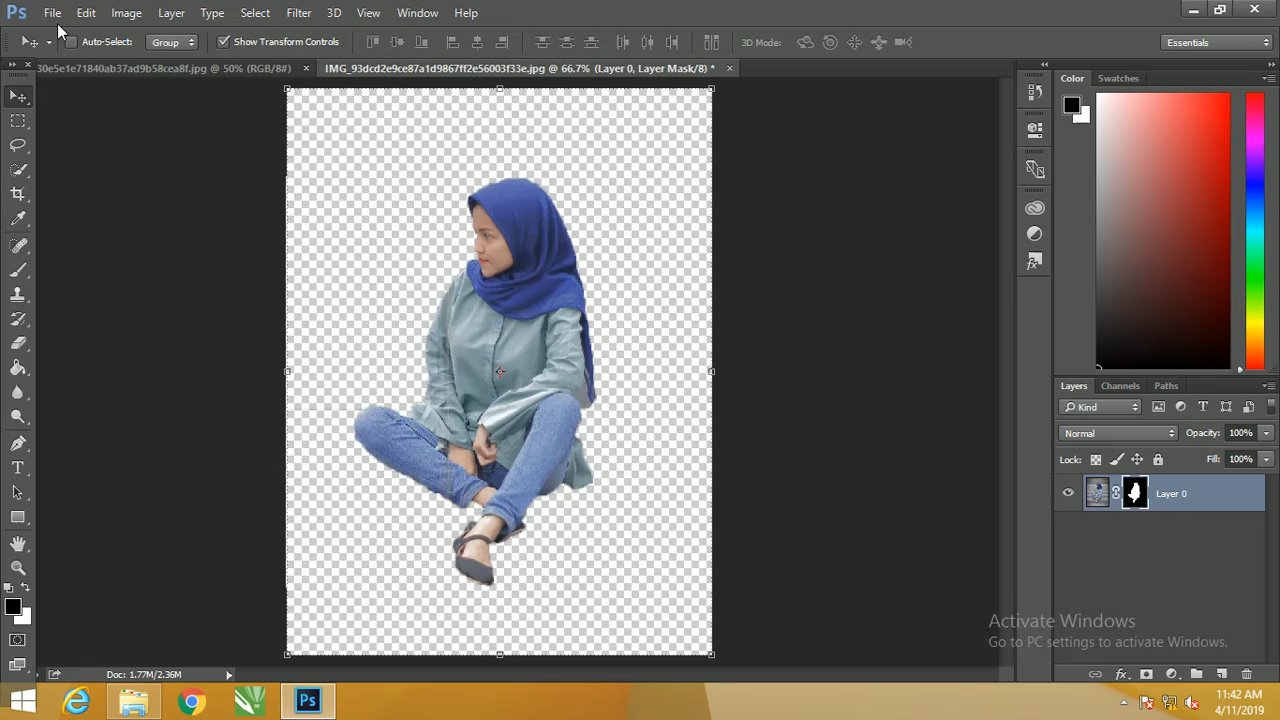 Ps File Edit Image Layer Type Select Filter 3D View Window Help
Auto-Select: Group Show Transform Controls 3D Mode: Essentials
30e5e1e71840ab37ad9b58cea8f.jpg @ 50% (RGB/8#) × IMG_93dcd2e9ce87a1d9867ff2e56003f33e.jpg @ 66.7% (Layer 0, Layer Mask/8) * ×
Color Swatches
Layers Channels Paths
Kind
Normal Opacity: 100%
Lock: Fill: 100%
Layer 0
Activate Windows
Go to PC settings to activate Windows.
Doc: 1.77M/2.36M
Ps
11:42 AM
4/11/2019